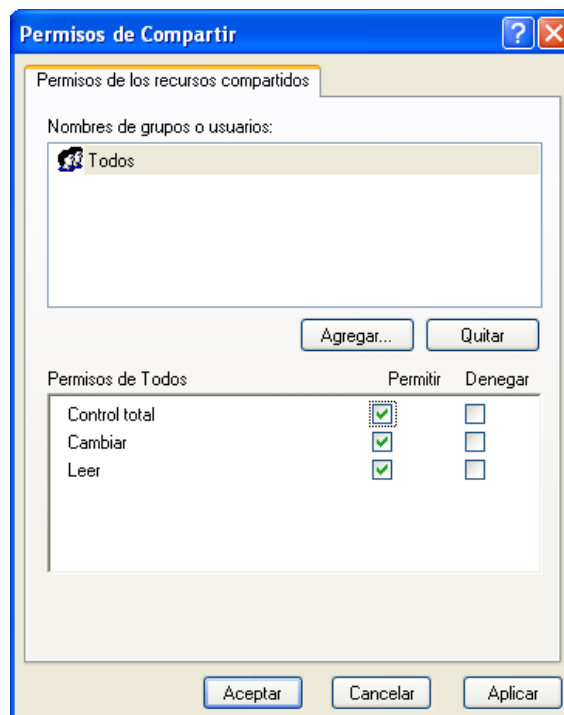 Permisos de Compartir
Permisos de los recursos compartidos
Nombres de grupos o usuarios:
Todos
Agregar... Quitar
Permisos de Todos Permitir Denegar
Control total
Cambiar
Leer
Aceptar Cancelar Aplicar